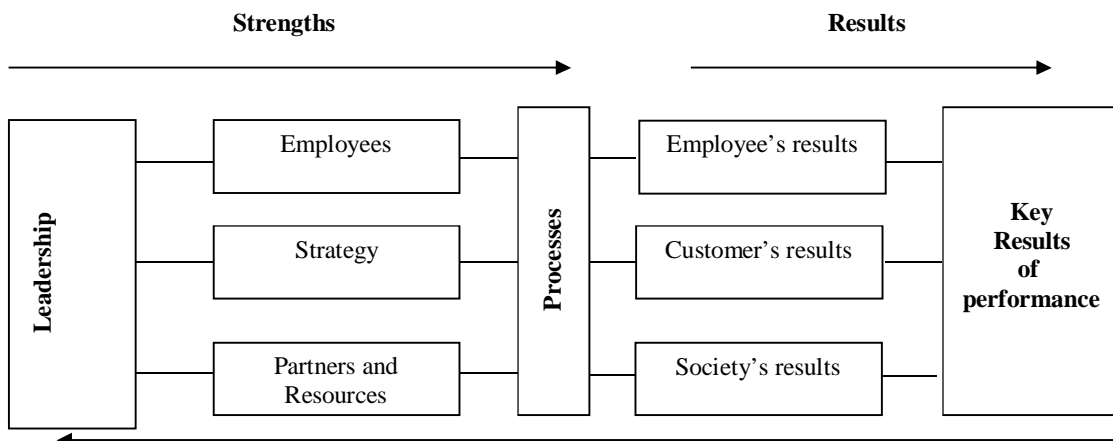 Strengths
Results
Leadership
Employees
Strategy
Partners and
Resources
Processes
Employee’s results
Customer’s results
Society’s results
Key
Results
of
performance